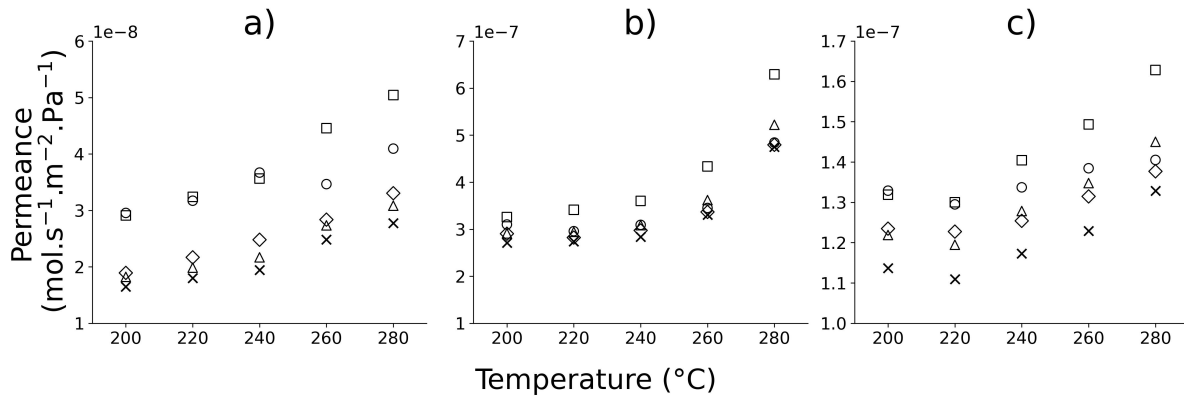 a)
b)
c)
1e−8
1e−7
1e−7
6
5
4
3
2
1
200 220 240 260 280
7
6
5
4
3
2
1
200 220 240 260 280
1.7
1.6
1.5
1.4
1.3
1.2
1.1
1.0
200 220 240 260 280
Permeance
(mol.s⁻¹.m⁻².Pa⁻¹)
Temperature (°C)